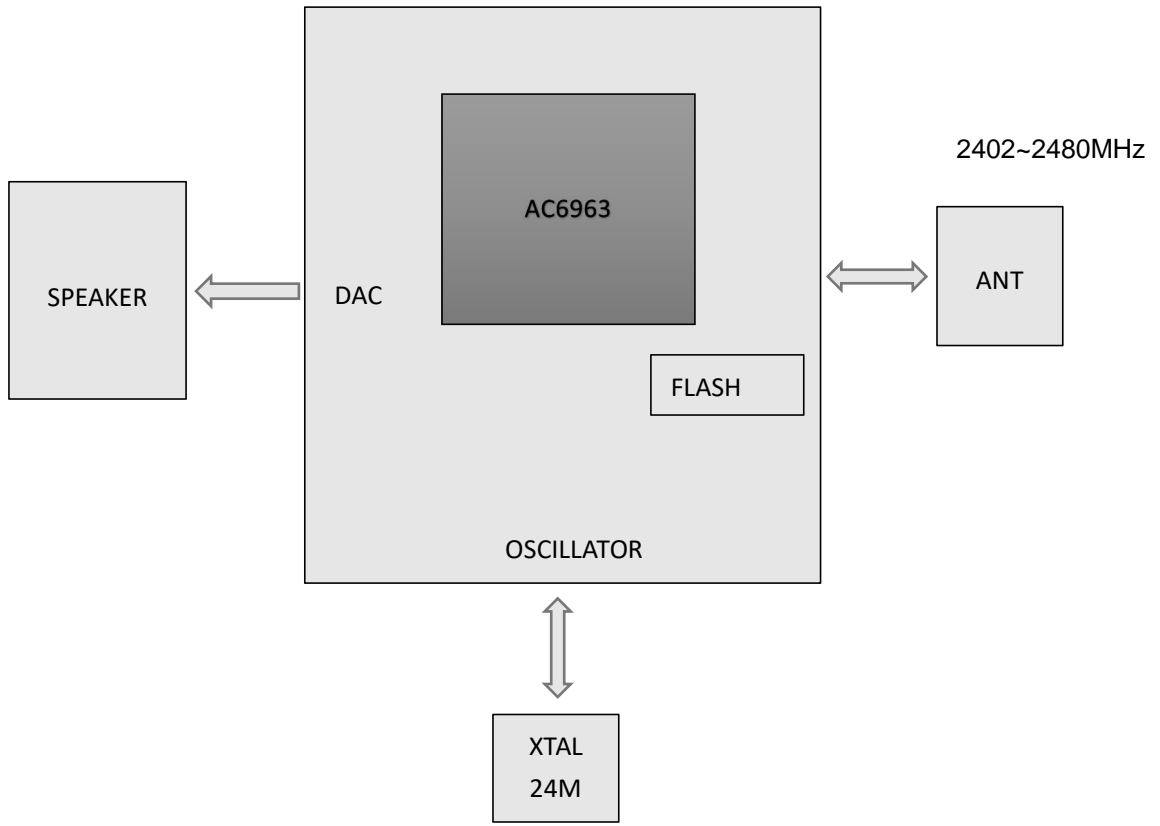 2402~2480MHz
AC6963
SPEAKER
DAC
ANT
FLASH
OSCILLATOR
XTAL
24M